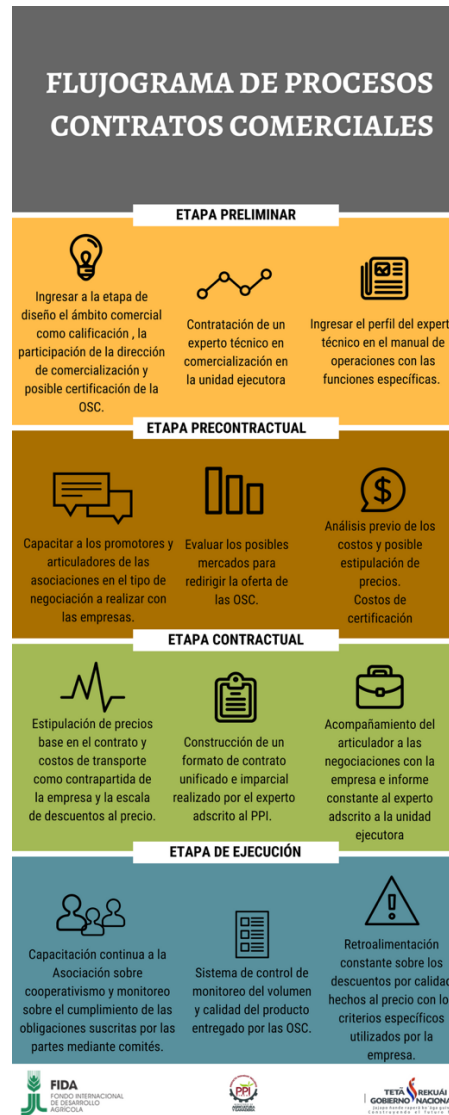 FLUJOGRAMA DE PROCESOS
CONTRATOS COMERCIALES
ETAPA PRELIMINAR
Ingresar a la etapa de
diseño el ámbito comercial
como calificación , la
participación de la dirección
de comercialización y
posible certificación de la
OSC.
Contratación de un
experto técnico en
comercialización en
la unidad ejecutora
Ingresar el perfil del expert
técnico en el manual de
operaciones con las
funciones específicas.
ETAPA PRECONTRACTUAL
Capacitar a los promotores y
articuladores de las
asociaciones en el tipo de
negociación a realizar con
las empresas.
Evaluar los posibles
mercados para
redirigir la oferta de
las OSC.
Análisis previo de los
costos y posible
estipulación de
precios.
Costos de
certificación
ETAPA CONTRACTUAL
Estipulación de precios
base en el contrato y
costos de transporte
como contrapartida de
la empresa y la escala
de descuentos al precio.
Construcción de un
formato de contrato
unificado e imparcial
realizado por el experto
adscrito al PPI.
Acompañamiento del
articulador a las
negociaciones con la
empresa e informe
constante al experto
adscrito a la unidad
ejecutora
ETAPA DE EJECUCIÓN
Capacitación continua a la
Asociación sobre
cooperativismo y monitoreo
sobre el cumplimiento de las
obligaciones suscritas por las
partes mediante comités.
Sistema de control de
monitoreo del volumen
y calidad del producto
entregado por las OSC.
Retroalimentación
constante sobre los
descuentos por calidad
hechos al precio con lo
criterios específicos
utilizados por la
empresa.
FIDA
FONDO INTERNACIONAL
DE DESARROLLO
AGRÍCOLA
PPI
TETÃ REKUÁI
GOBIERNO NACIONA